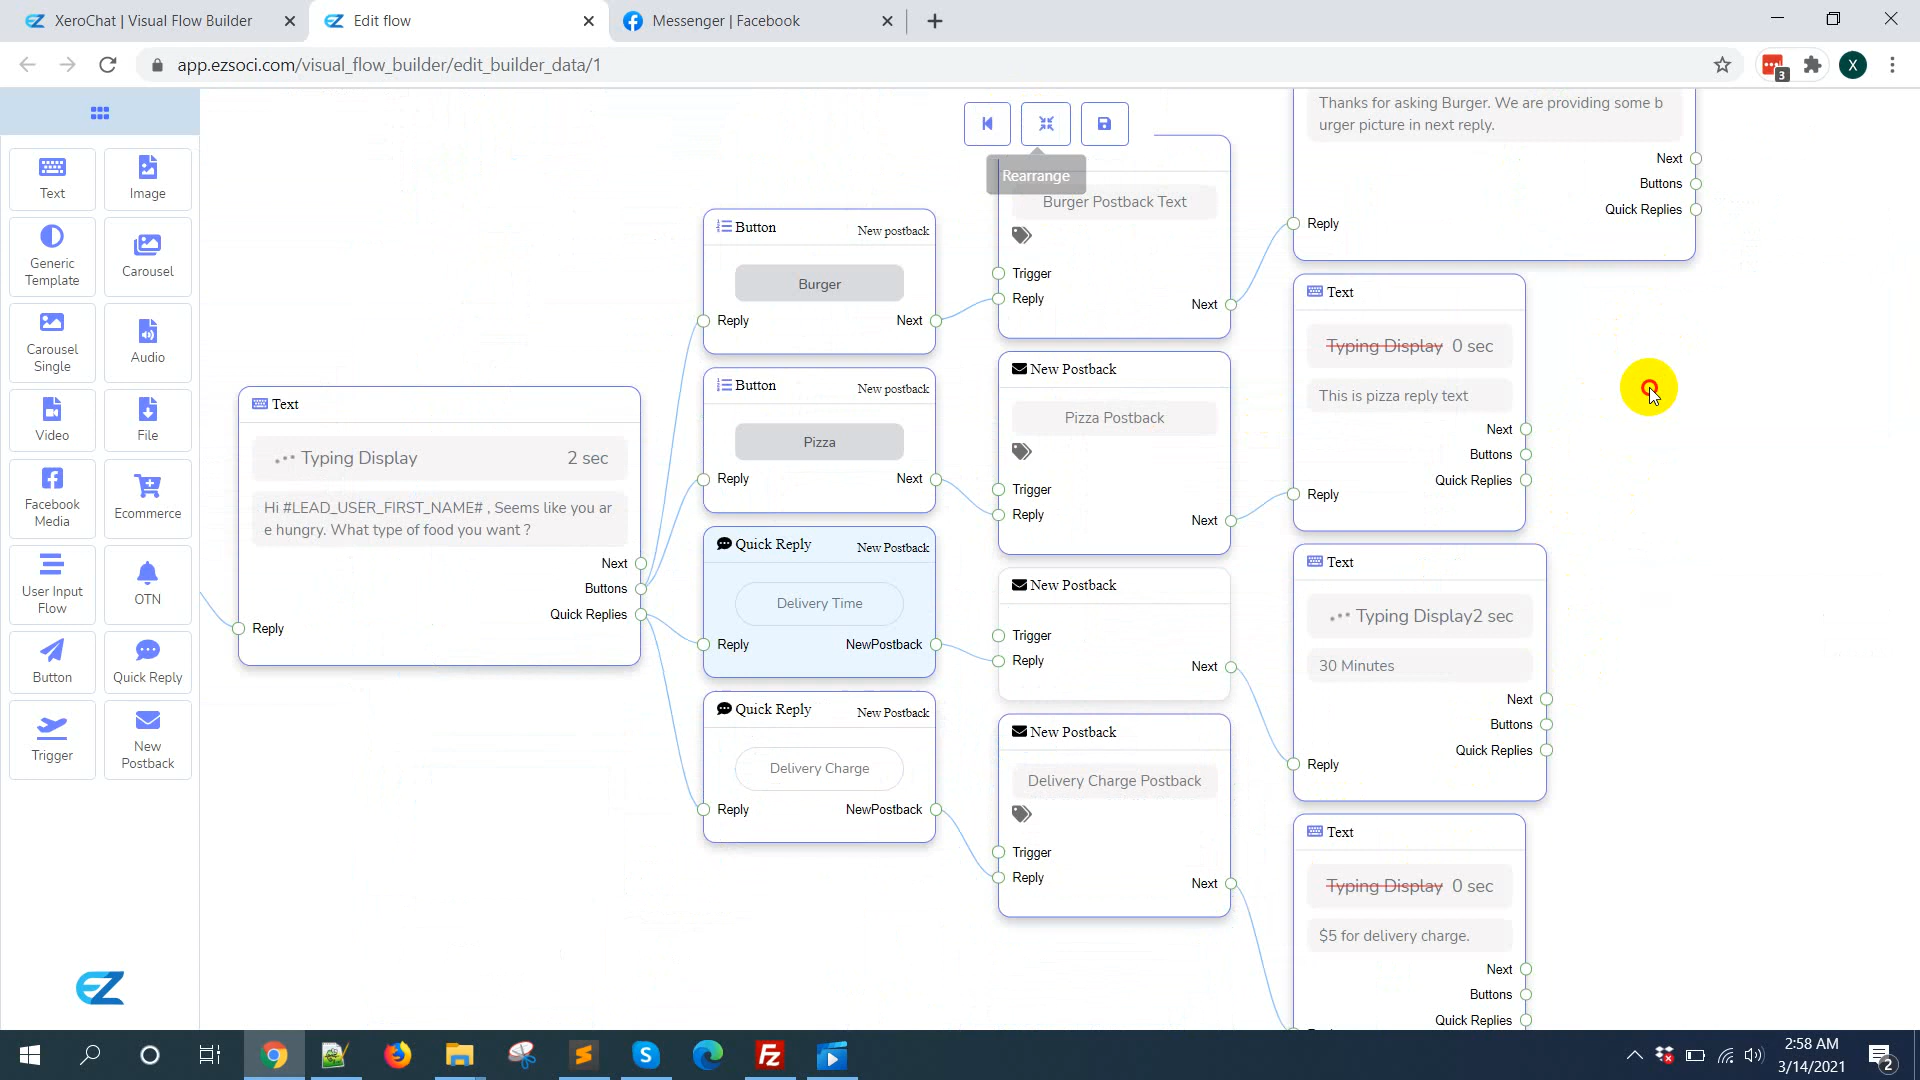 XeroChat | Visual Flow Builder
Edit flow
Messenger | Facebook
app.ezsoci.com/visual_flow_builder/edit_builder_data/1
3
X
Text
Image
Generic
Template
Carousel
Carousel
Single
Audio
Video
File
Facebook
Media
Ecommerce
User Input
Flow
OTN
Button
Quick Reply
Trigger
New
Postback
EZ
Rearrange
Text
Typing Display
2 sec
Hi #LEAD_USER_FIRST_NAME# , Seems like you ar
e hungry. What type of food you want ?
Next
Buttons
Quick Replies
Reply
Button
New postback
Burger
Reply
Next
Button
New postback
Pizza
Reply
Next
Quick Reply
New Postback
Delivery Time
Reply
NewPostback
Quick Reply
New Postback
Delivery Charge
Reply
NewPostback
Burger Postback Text
Trigger
Reply
Next
New Postback
Pizza Postback
Trigger
Reply
Next
New Postback
Trigger
Reply
Next
New Postback
Delivery Charge Postback
Trigger
Reply
Next
Thanks for asking Burger. We are providing some b
urger picture in next reply.
Next
Buttons
Quick Replies
Reply
Text
Typing Display 0 sec
This is pizza reply text
Next
Buttons
Quick Replies
Reply
Text
Typing Display2 sec
30 Minutes
Next
Buttons
Quick Replies
Reply
Text
Typing Display 0 sec
$5 for delivery charge.
Next
Buttons
Quick Replies
2:58 AM
3/14/2021
2